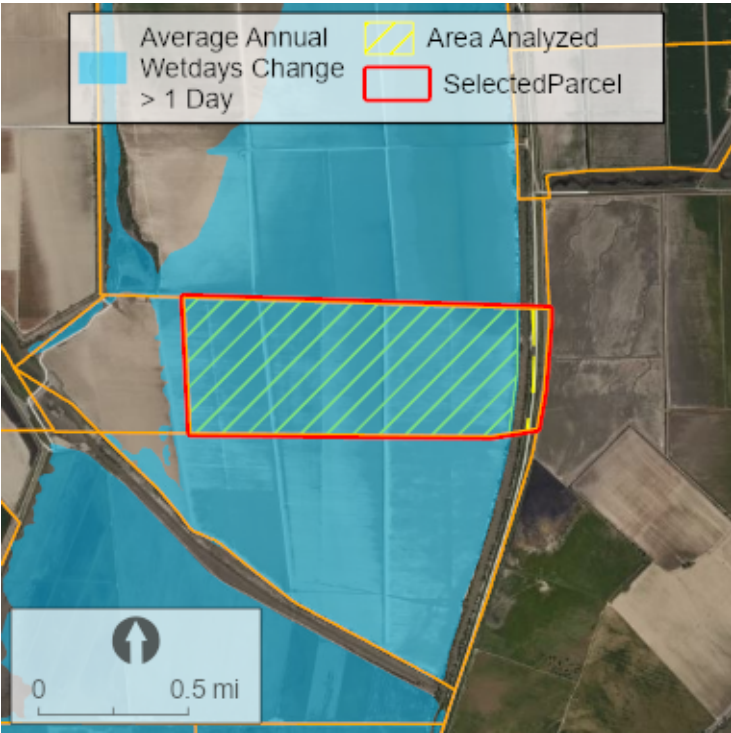 Average Annual
Wetdays Change
> 1 Day
Area Analyzed
SelectedParcel
0
0.5 mi